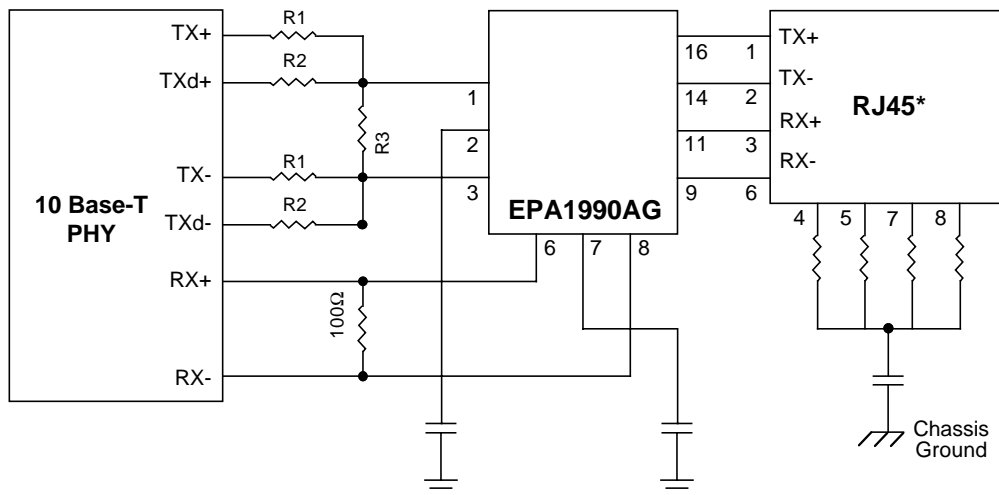 TX+
R1
TXd+
R2
R3
TX-
R1
TXd-
R2
10 Base-T
PHY
RX+
100Ω
RX-
1
2
3
EPA1990AG
6
7
8
16
14
11
9
1
2
3
6
TX+
TX-
RX+
RX-
RJ45*
4
5
7
8
Chassis
Ground